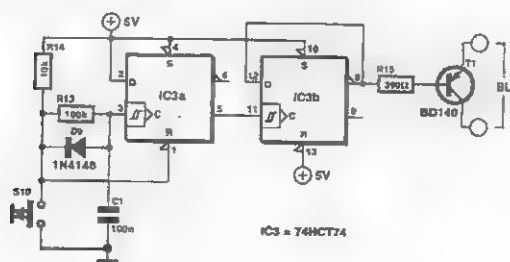 5V
R14
10k
4
S
10
S
2
D
6
12
D
8
R15
390Ω
T1
BL
R13
100k
3
C
IC3a
5
11
C
IC3b
9
BD140
D9
1N4148
R
1
R
13
S10
C1
100n
5V
IC3 = 74HCT74